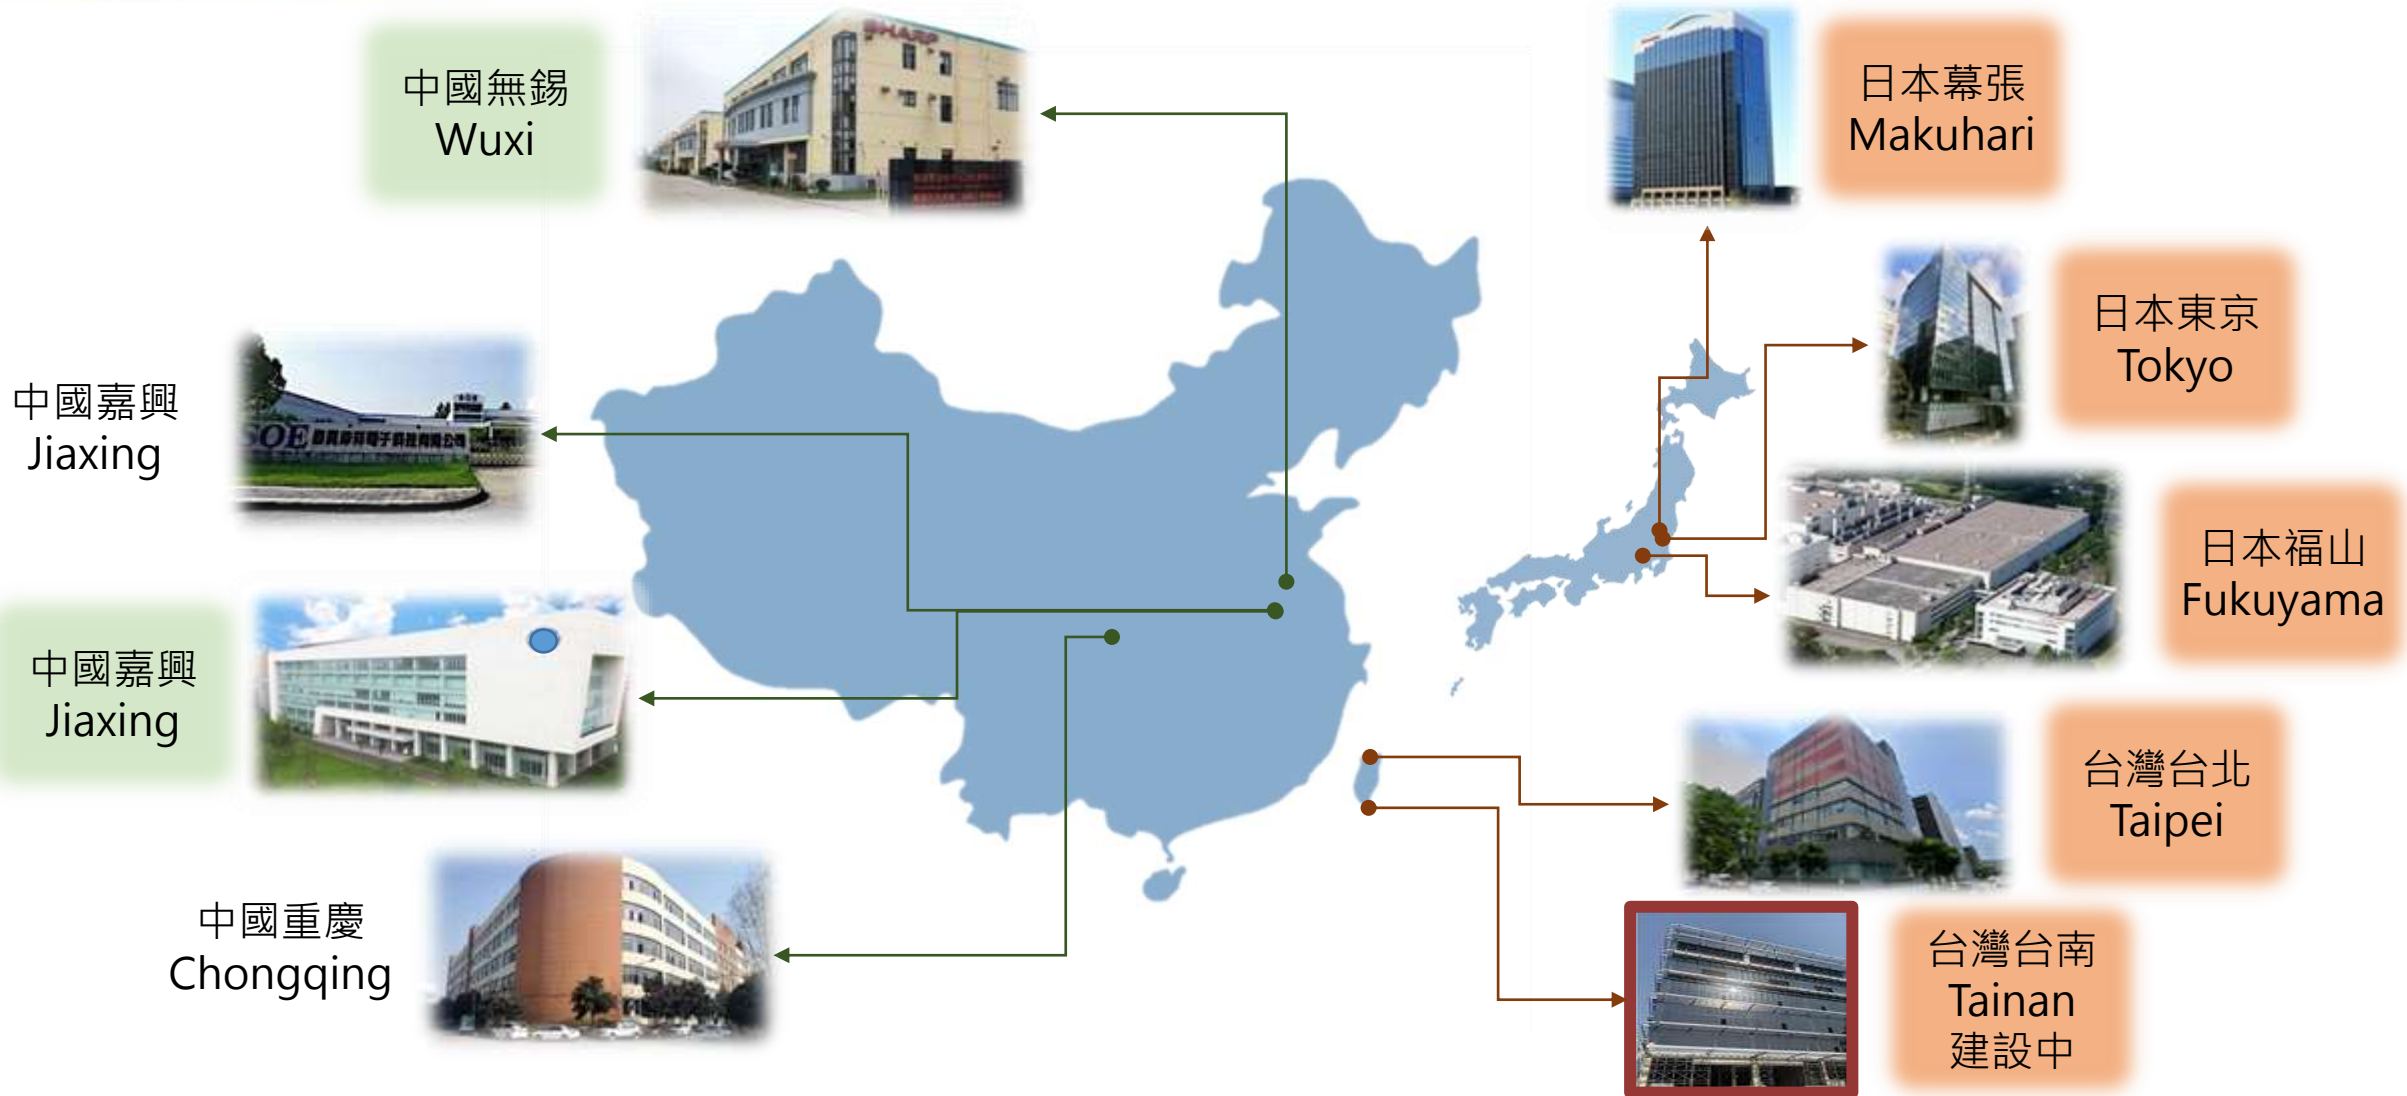 中國無錫
Wuxi
SHARP
日本幕張
Makuhari
日本東京
Tokyo
中國嘉興
Jiaxing
SOE
日本福山
Fukuyama
中國嘉興
Jiaxing
台灣台北
Taipei
中國重慶
Chongqing
台灣台南
Tainan
建設中